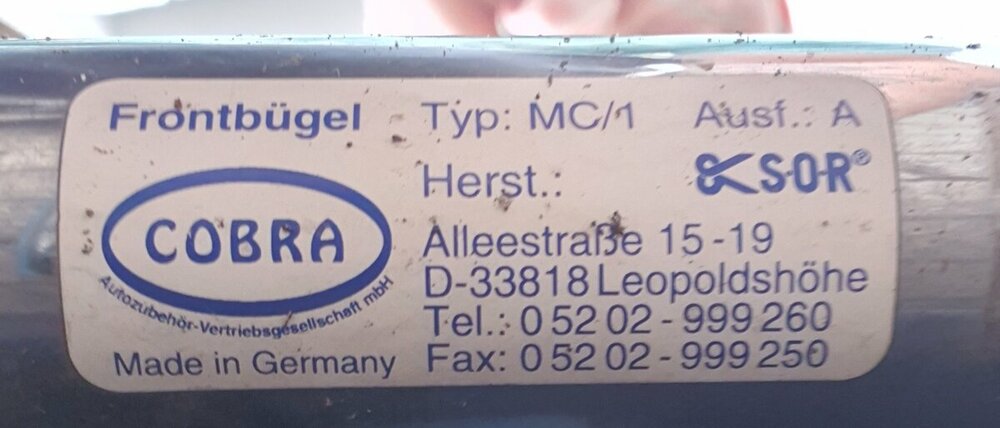 Frontbügel Typ: MC/1 Ausf.: A
Herst.: S·O·R®
COBRA
Autozubehör-Vertriebsgesellschaft mbH
Made in Germany
Alleestraße 15-19
D-33818 Leopoldshöhe
Tel.: 0 52 02 - 999 260
Fax: 0 52 02 - 999 250